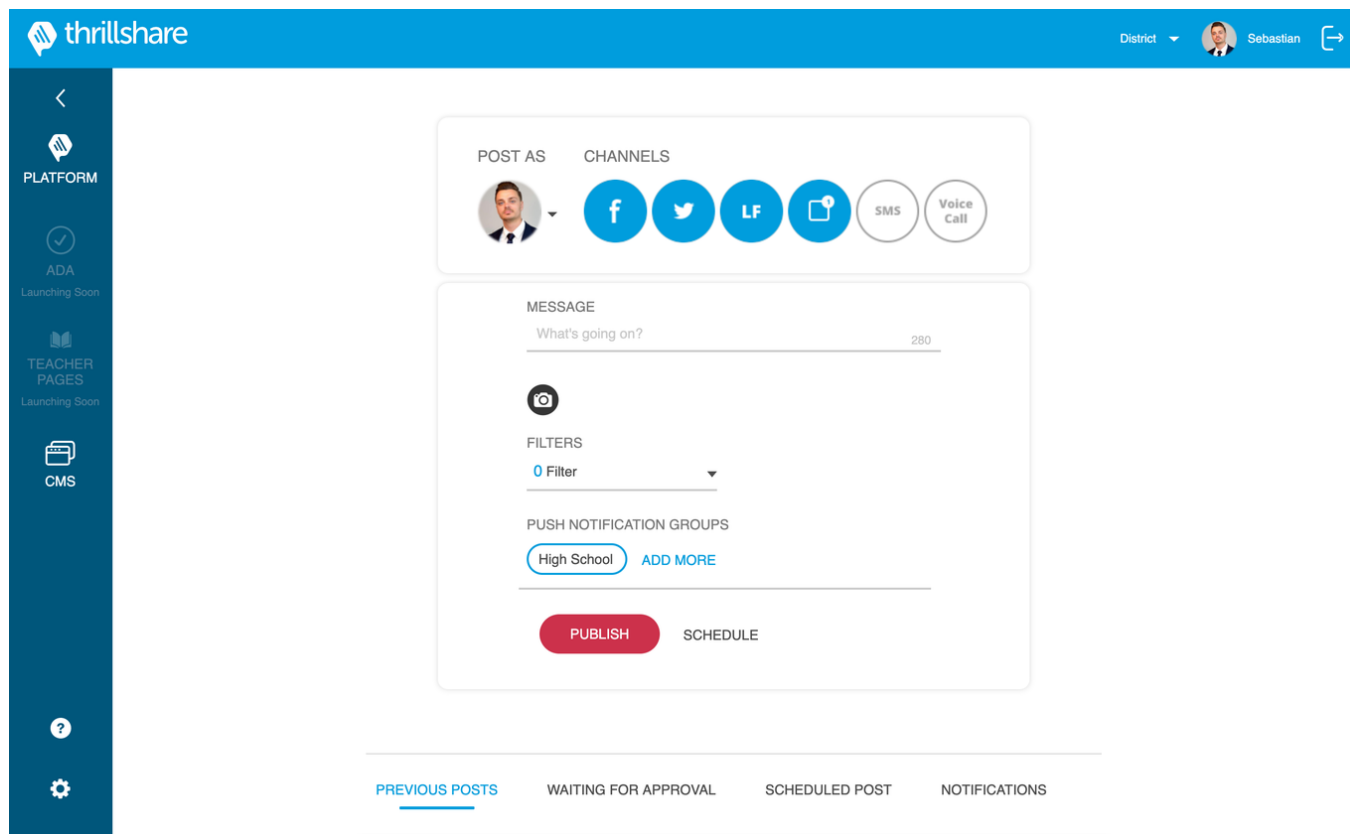 thrillshare
District
Sebastian
PLATFORM
ADA
Launching Soon
TEACHER
PAGES
Launching Soon
CMS
?
POST AS
CHANNELS
f
LF
1
SMS
Voice
Call
MESSAGE
What's going on?
280
FILTERS
0 Filter
PUSH NOTIFICATION GROUPS
High School
ADD MORE
PUBLISH
SCHEDULE
PREVIOUS POSTS
WAITING FOR APPROVAL
SCHEDULED POST
NOTIFICATIONS